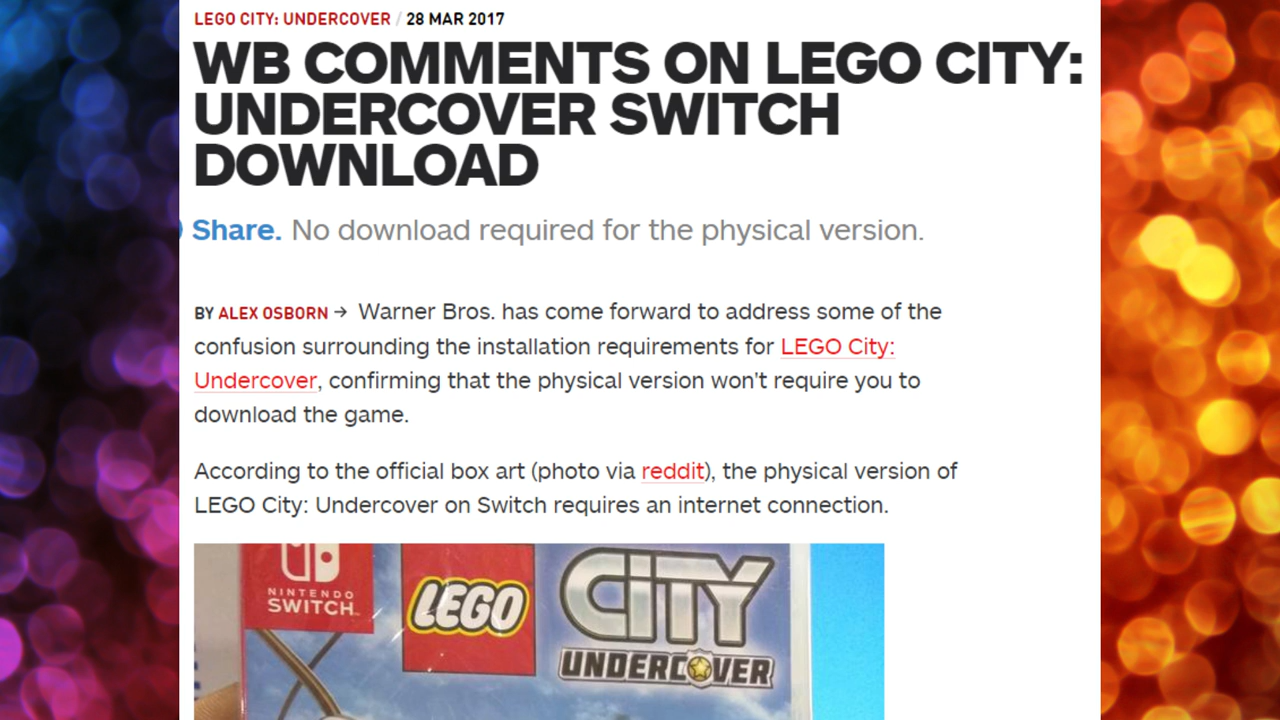 LEGO CITY: UNDERCOVER / 28 MAR 2017
WB COMMENTS ON LEGO CITY:
UNDERCOVER SWITCH
DOWNLOAD
Share. No download required for the physical version.
BY ALEX OSBORN → Warner Bros. has come forward to address some of the
confusion surrounding the installation requirements for LEGO City:
Undercover, confirming that the physical version won't require you to
download the game.
According to the official box art (photo via reddit), the physical version of
LEGO City: Undercover on Switch requires an internet connection.
NINTENDO
SWITCH
LEGO
CITY
UNDERCOVER